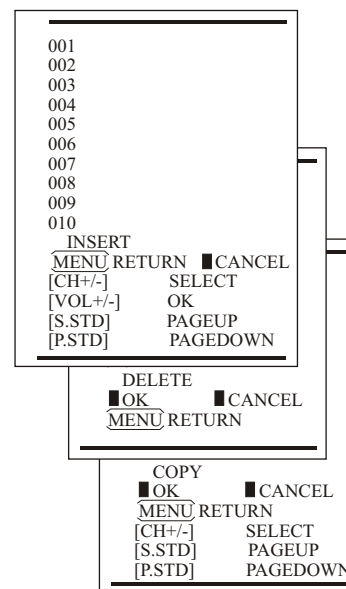 001
002
003
004
005
006
007
008
009
010
INSERT
MENU RETURN CANCEL
[CH+/-] SELECT
[VOL+/-] OK
[S.STD] PAGEUP
[P.STD] PAGEDOWN
DELETE
OK CANCEL
MENU RETURN
COPY
OK CANCEL
MENU RETURN
[CH+/-] SELECT
[S.STD] PAGEUP
[P.STD] PAGEDOWN